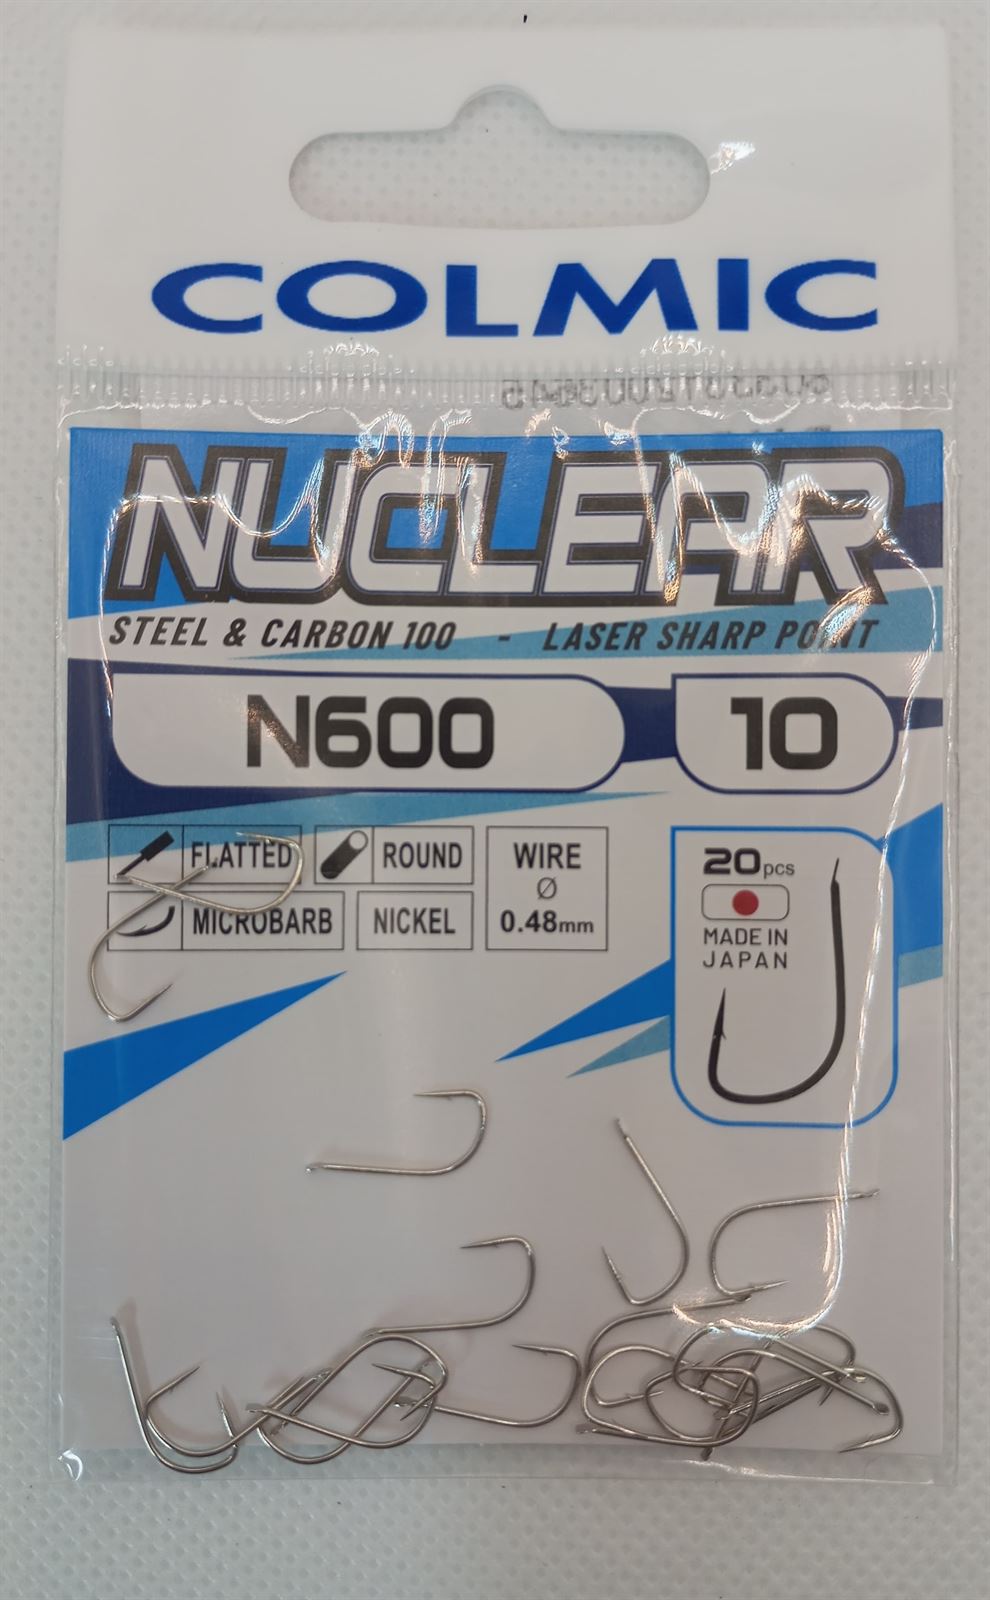 COLMIC
NUCLEAR
STEEL & CARBON 100 - LASER SHARP POINT
N600 10
FLATTED ROUND WIRE
Ø
MICROBARB NICKEL 0.48mm
20pcs
MADE IN
JAPAN